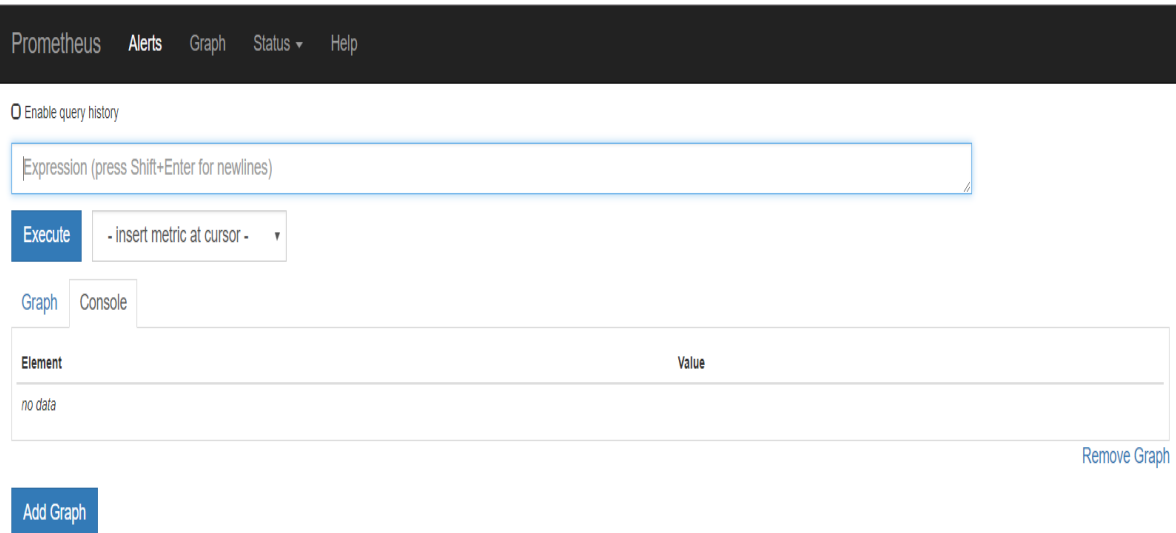 Prometheus Alerts Graph Status Help
Enable query history
Expression (press Shift+Enter for newlines)
Execute - insert metric at cursor -
Graph Console
Element Value
no data
Remove Graph
Add Graph